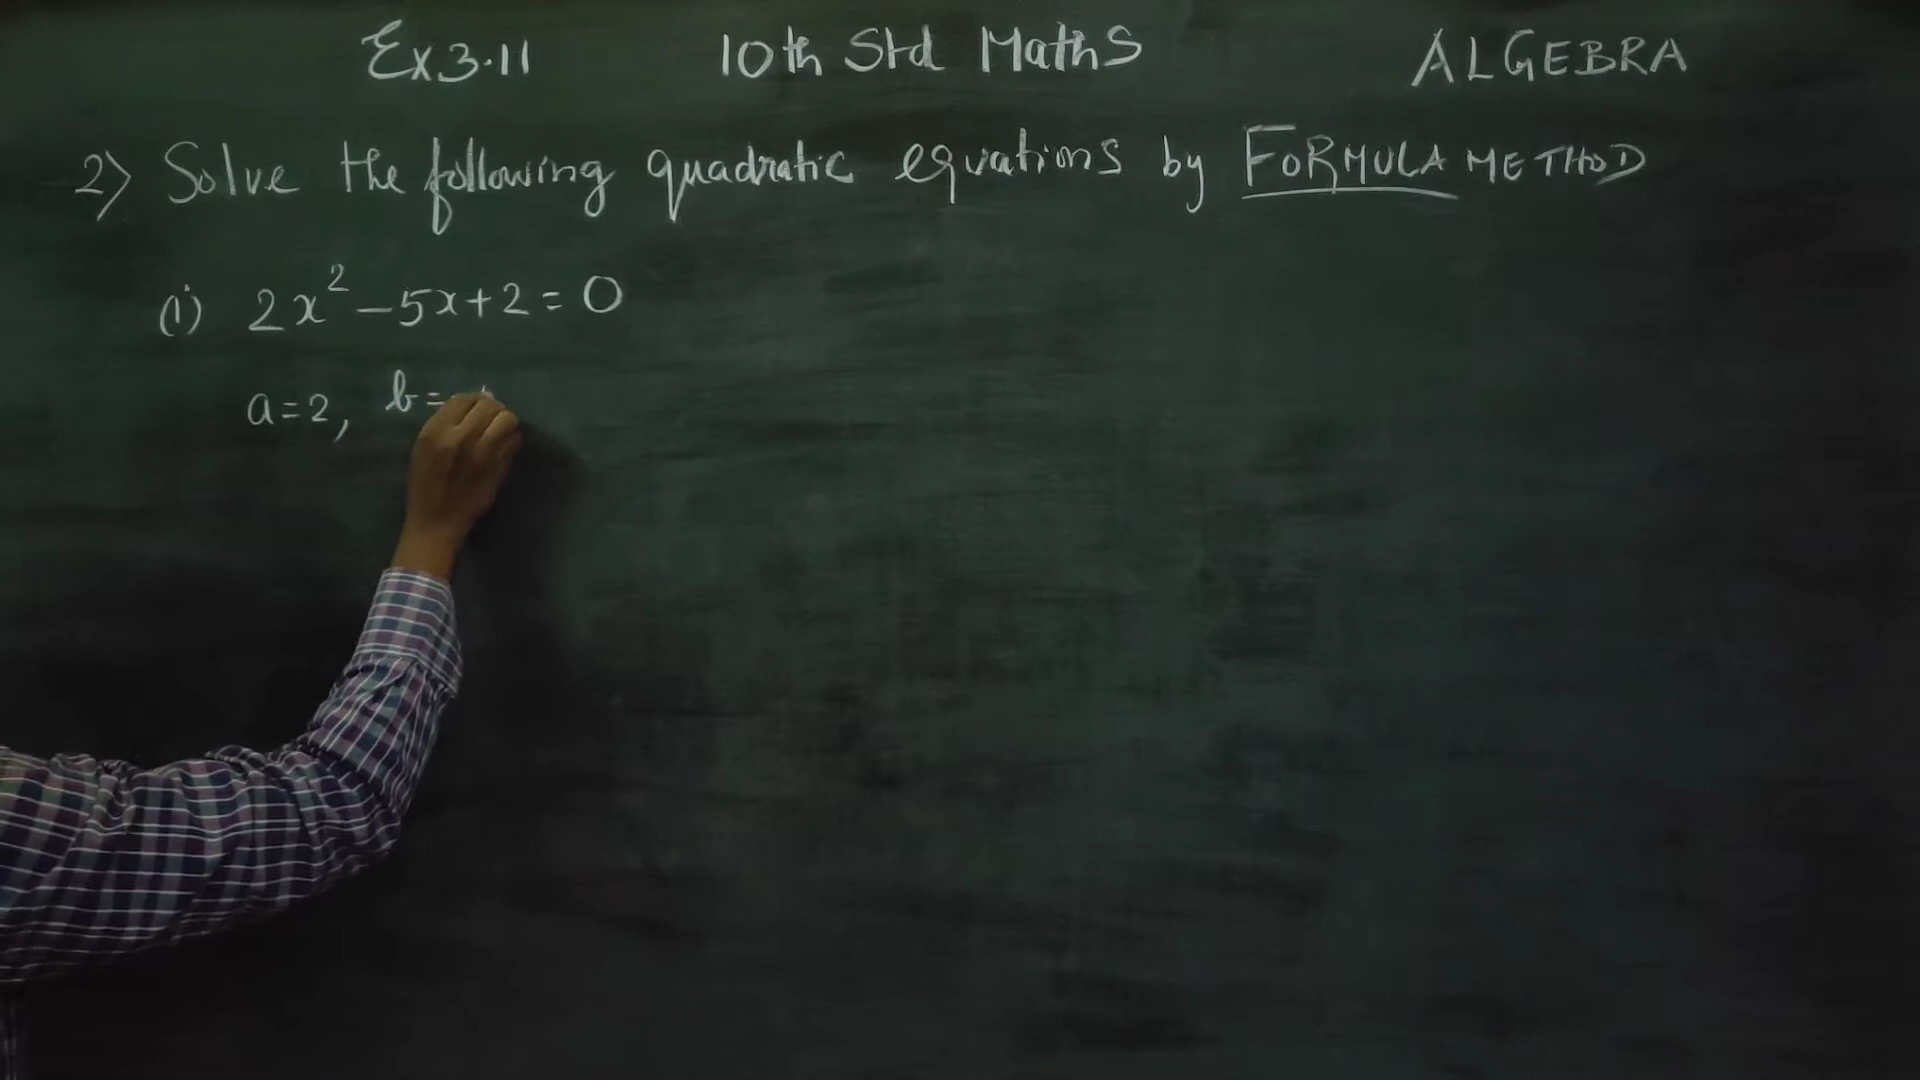 Ex 3.11 10th Std Maths ALGEBRA
2) Solve the following quadratic equations by FORMULA METHOD
(i) 2x² - 5x + 2 = 0
a = 2, b =